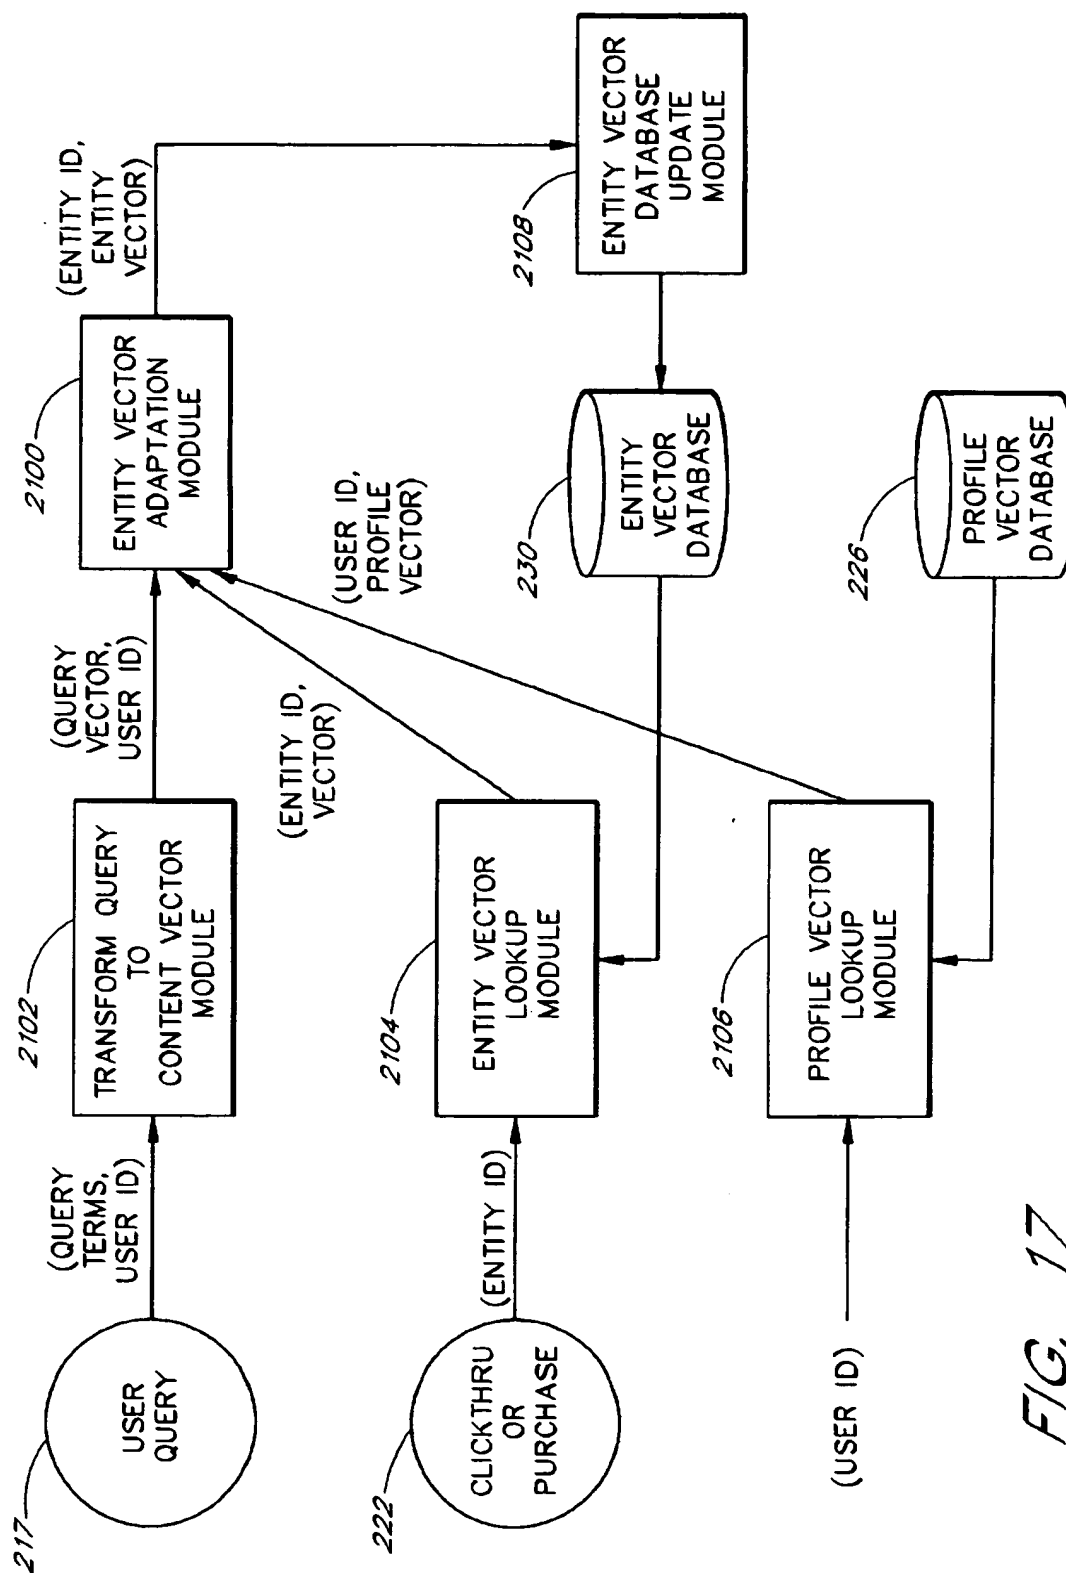 217
USER
QUERY
(QUERY
TERMS,
USER ID)
2102
TRANSFORM QUERY
TO
CONTENT VECTOR
MODULE
(QUERY
VECTOR,
USER ID)
2100
ENTITY VECTOR
ADAPTATION
MODULE
(ENTITY ID,
ENTITY
VECTOR)
222
CLICKTHRU
OR
PURCHASE
(ENTITY ID)
2104
ENTITY VECTOR
LOOKUP
MODULE
(ENTITY ID,
VECTOR)
(USER ID,
PROFILE
VECTOR)
230
ENTITY
VECTOR
DATABASE
2108
ENTITY VECTOR
DATABASE
UPDATE
MODULE
(USER ID)
2106
PROFILE VECTOR
LOOKUP
MODULE
226
PROFILE
VECTOR
DATABASE
FIG. 17